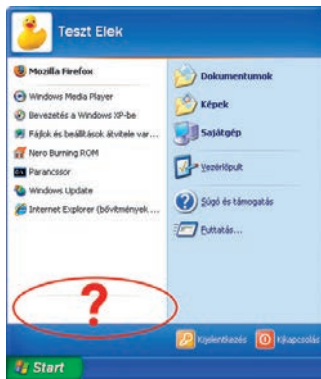 Teszt Elek
Mozilla Firefox
Windows Media Player
Bevezetés a Windows XP-be
Fájlok és beállítások átvitele var...
Nero Burning ROM
Parancssor
Windows Update
Internet Explorer (bővítmények ...
Dokumentumok
Képek
Sajátgép
Vezérlőpult
Súgó és támogatás
Futtatás...
?
Kijelentkezés
Kikapcsolás
Start